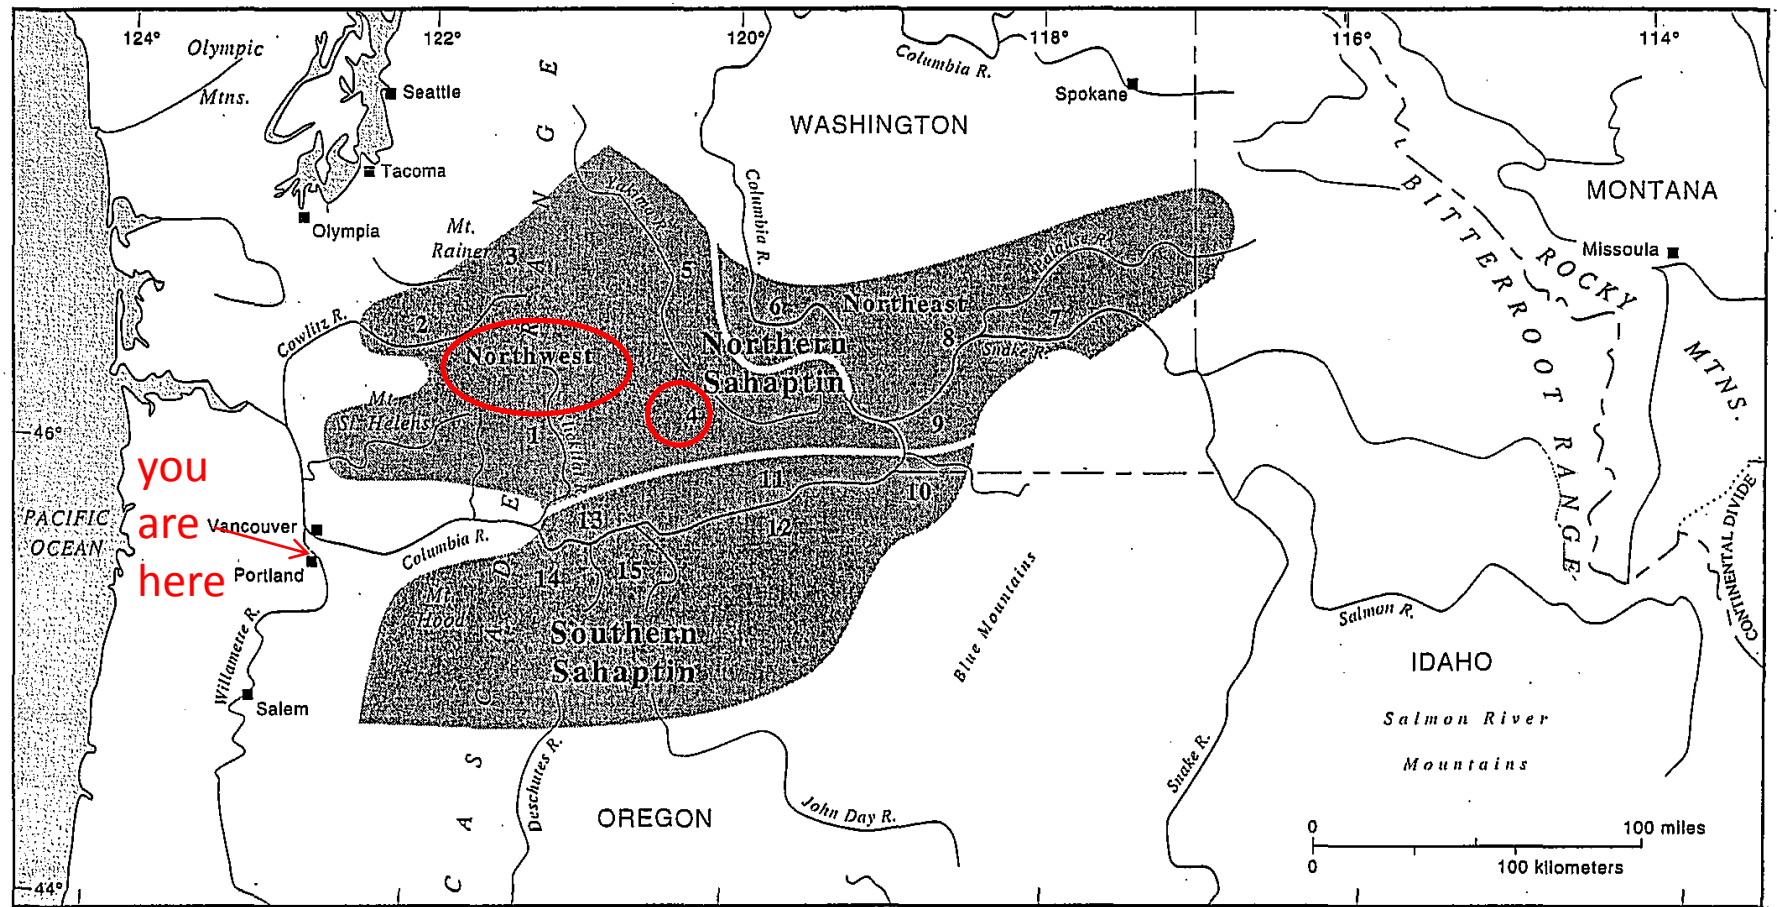 124°
122°
120°
118°
116°
114°
Olympic
Mtns.
Seattle
Tacoma
Olympia
Mt.
Rainer
Columbia R.
Spokane
WASHINGTON
MONTANA
Missoula
BITTERROOT RANGE
ROCKY
MTNS.
CONTINENTAL DIVIDE
CASCADE RANGE
Yakima R.
Columbia R.
Palouse R.
3
5
6
Northeast
2
8
7
Snake R.
Cowlitz R.
Northwest
Northern
Sahaptin
Mt.
St. Helens
4
1
9
46°
you
are
here
PACIFIC
OCEAN
Vancouver
Portland
Columbia R.
11
10
13
12
14
15
Mt.
Hood
Southern
Sahaptin
Blue Mountains
Willamette R.
Salem
Salmon R.
IDAHO
Salmon River
Mountains
Snake R.
Deschutes R.
OREGON
John Day R.
0
100 miles
0
100 kilometers
44°